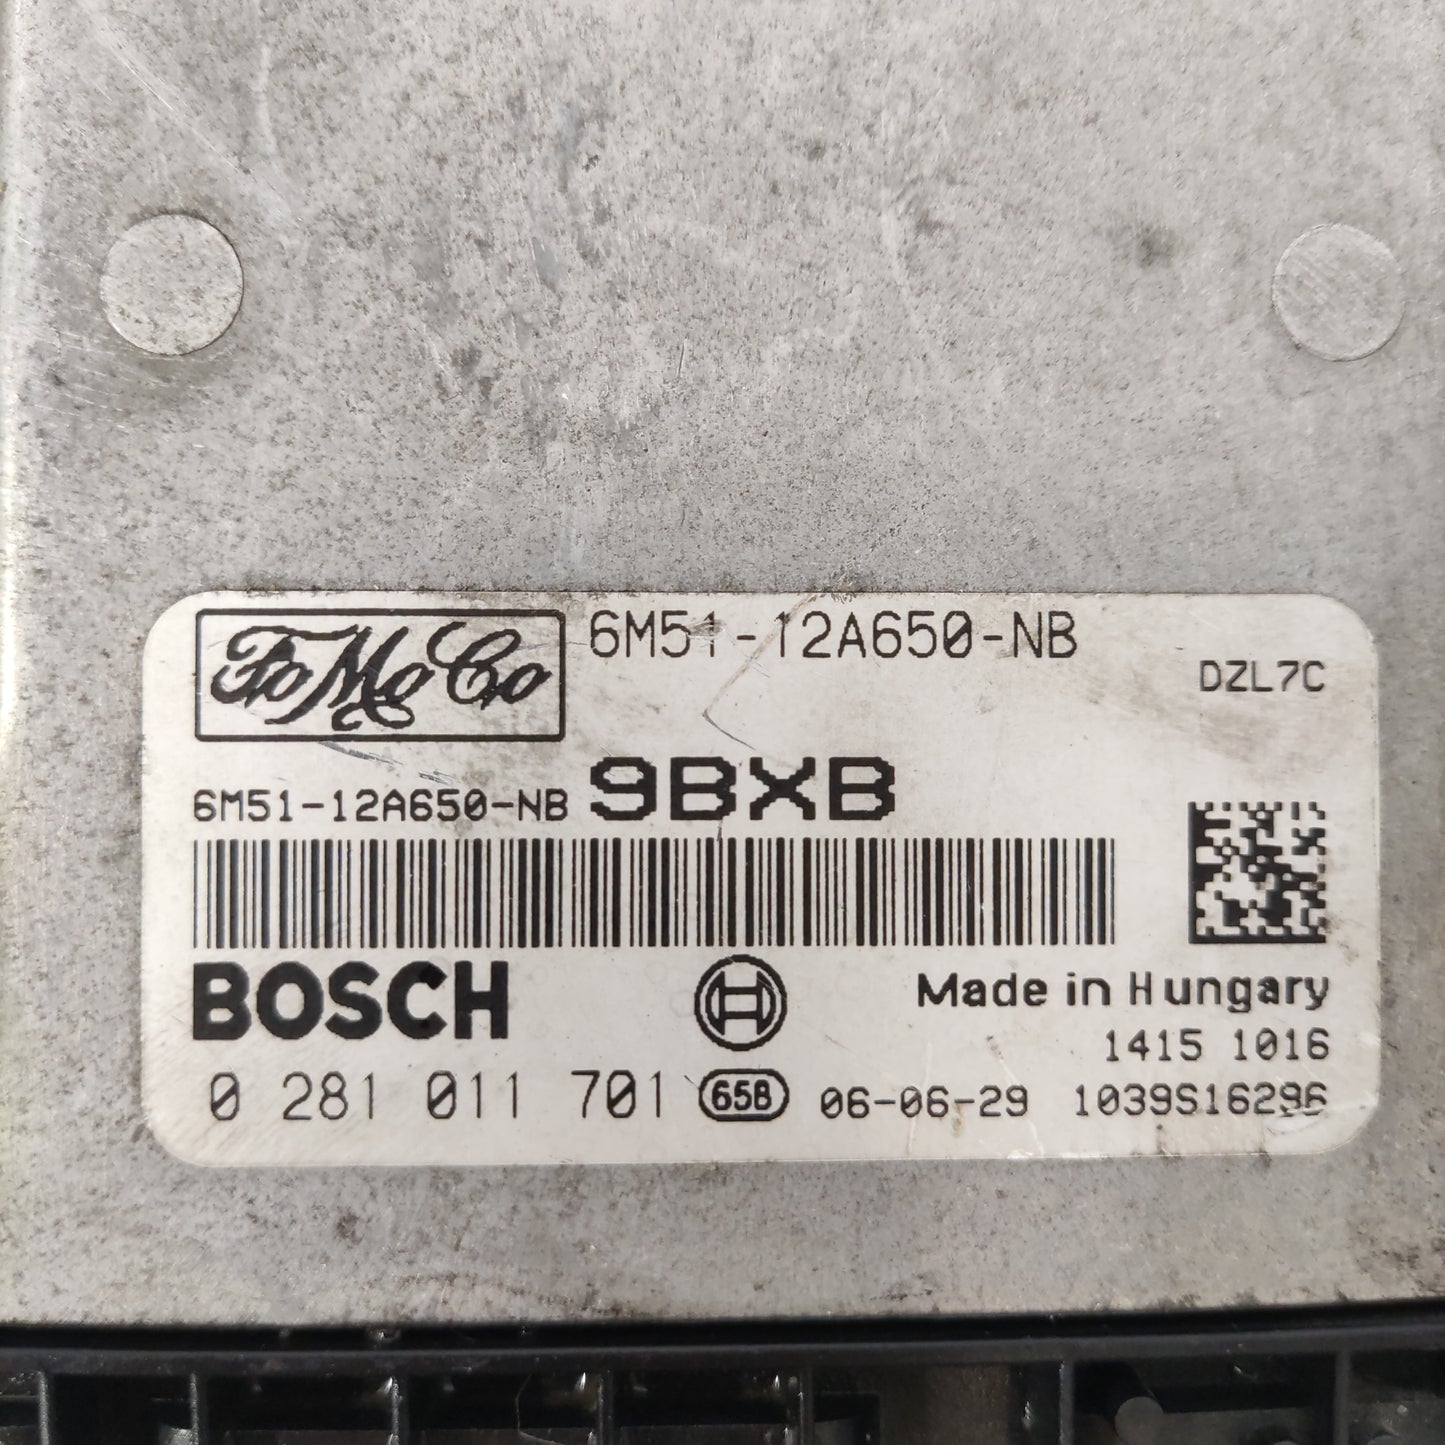 FoMoCo
6M51-12A650-NB
DZL7C
6M51-12A650-NB 9BXB
BOSCH
Made in Hungary
1415 1016
0 281 011 701 65B 06-06-29 1039S16296